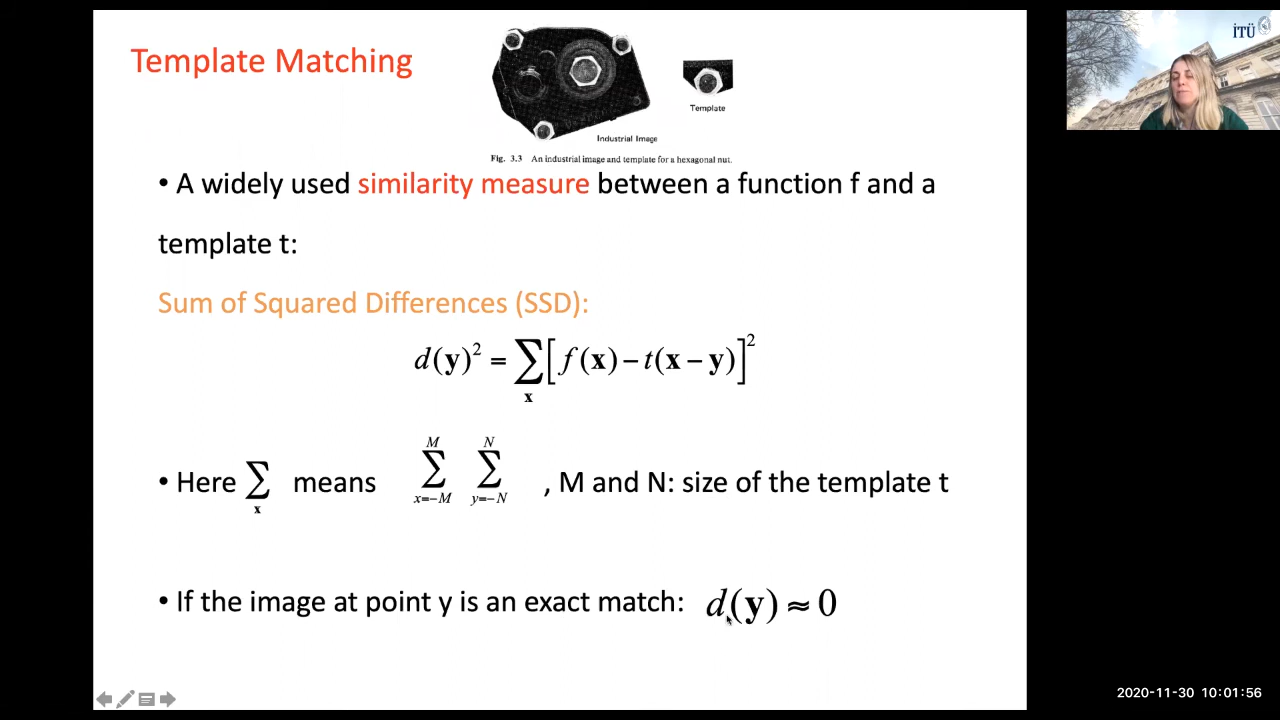 Template Matching
Template
Industrial Image
Fig. 3.3 An industrial image and template for a hexagonal nut.
• A widely used similarity measure between a function f and a
template t:
Sum of Squared Differences (SSD):
d(y)² = ∑ₓ [f(x) − t(x − y)]²
• Here ∑ₓ means ∑_{x=−M}^{M} ∑_{y=−N}^{N} , M and N: size of the template t
• If the image at point y is an exact match: d(y) ≈ 0
İTÜ
2020-11-30 10:01:56